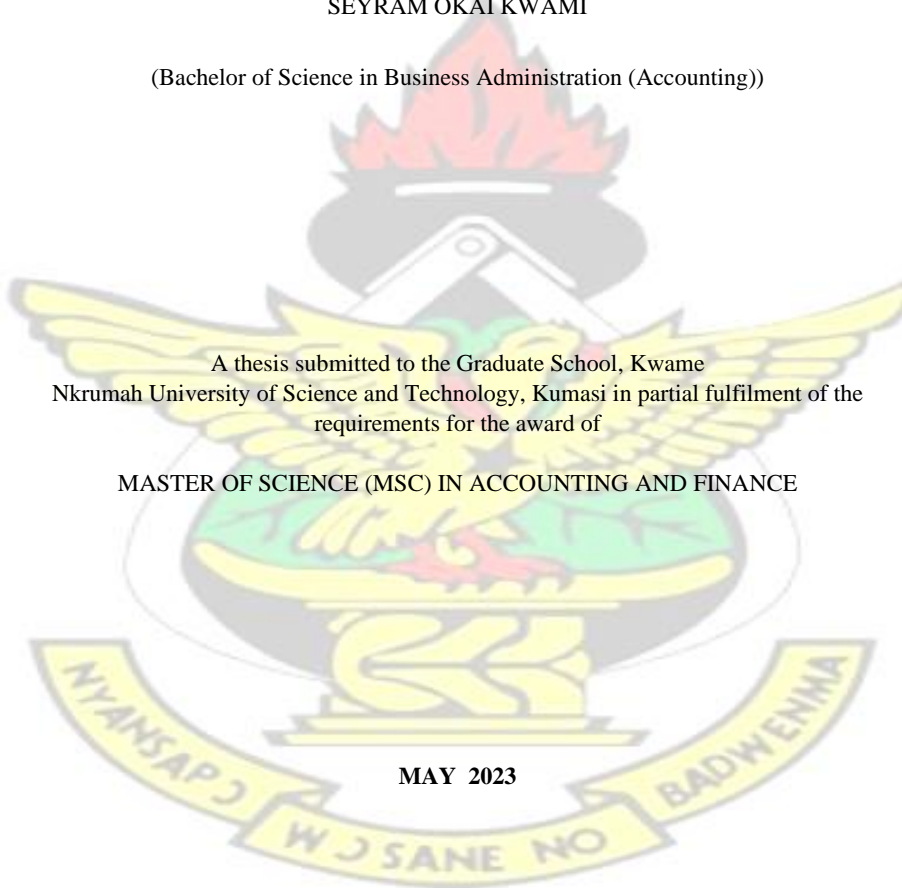 SEYRAM OKAI KWAMI
(Bachelor of Science in Business Administration (Accounting))
A thesis submitted to the Graduate School, Kwame
Nkrumah University of Science and Technology, Kumasi in partial fulfilment of the
requirements for the award of
MASTER OF SCIENCE (MSC) IN ACCOUNTING AND FINANCE
MAY 2023
NYANSAPƆ WƆSANE NO BADWENMA